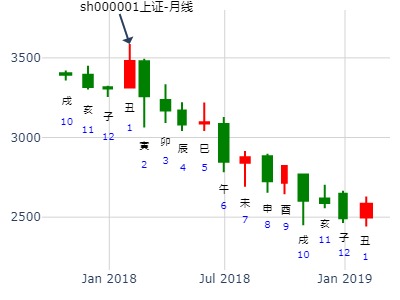 sh000001上证-月线
3500
3000
2500
戌
10
亥
11
子
12
丑
1
寅
2
卯
3
辰
4
巳
5
午
6
未
7
申
8
酉
9
戌
10
亥
11
子
12
丑
1
Jan 2018
Jul 2018
Jan 2019